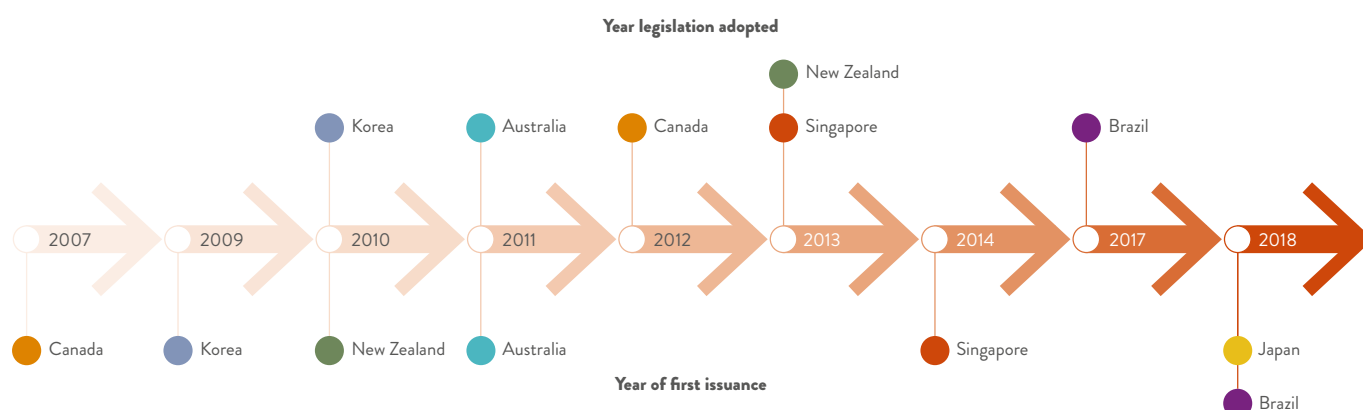 Year legislation adopted
New Zealand
Korea
Australia
Canada
Singapore
Brazil
2007
2009
2010
2011
2012
2013
2014
2017
2018
Canada
Korea
New Zealand
Australia
Singapore
Japan
Year of first issuance
Brazil